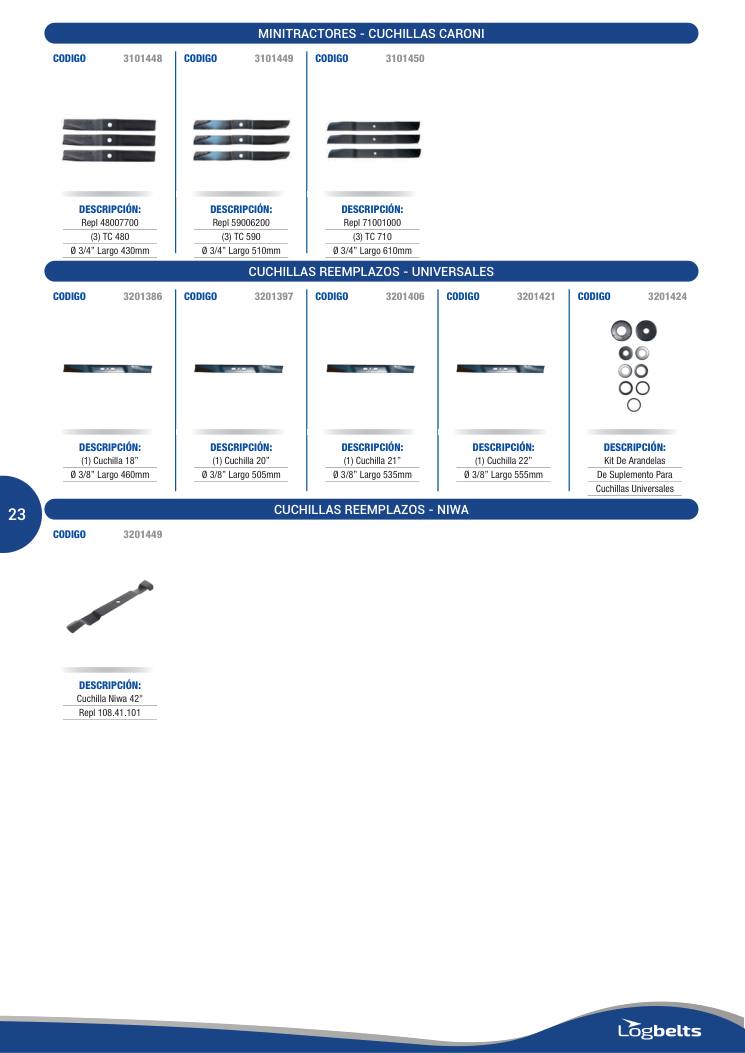 MINITRACTORES - CUCHILLAS CARONI
CODIGO 3101448
DESCRIPCIÓN:
Repl 48007700
(3) TC 480
Ø 3/4" Largo 430mm
CODIGO 3101449
DESCRIPCIÓN:
Repl 59006200
(3) TC 590
Ø 3/4" Largo 510mm
CODIGO 3101450
DESCRIPCIÓN:
Repl 71001000
(3) TC 710
Ø 3/4" Largo 610mm
CUCHILLAS REEMPLAZOS - UNIVERSALES
CODIGO 3201386
DESCRIPCIÓN:
(1) Cuchilla 18"
Ø 3/8" Largo 460mm
CODIGO 3201397
DESCRIPCIÓN:
(1) Cuchilla 20"
Ø 3/8" Largo 505mm
CODIGO 3201406
DESCRIPCIÓN:
(1) Cuchilla 21"
Ø 3/8" Largo 535mm
CODIGO 3201421
DESCRIPCIÓN:
(1) Cuchilla 22"
Ø 3/8" Largo 555mm
CODIGO 3201424
DESCRIPCIÓN:
Kit De Arandelas
De Suplemento Para
Cuchillas Universales
23
CUCHILLAS REEMPLAZOS - NIWA
CODIGO 3201449
DESCRIPCIÓN:
Cuchilla Niwa 42"
Repl 108.41.101
Logbelts